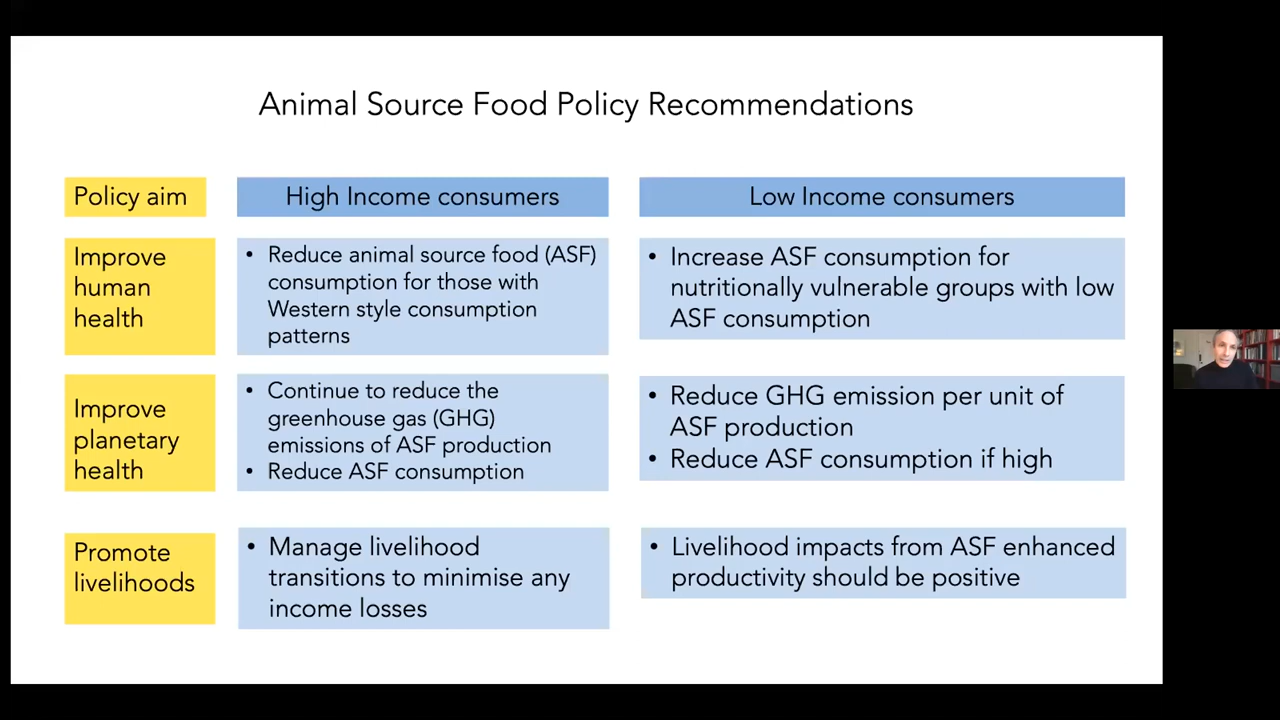 Animal Source Food Policy Recommendations
Policy aim
High Income consumers
Low Income consumers
Improve
human
health
• Reduce animal source food (ASF)
consumption for those with
Western style consumption
patterns
• Increase ASF consumption for
nutritionally vulnerable groups with low
ASF consumption
Improve
planetary
health
• Continue to reduce the
greenhouse gas (GHG)
emissions of ASF production
• Reduce ASF consumption
• Reduce GHG emission per unit of
ASF production
• Reduce ASF consumption if high
Promote
livelihoods
• Manage livelihood
transitions to minimise any
income losses
• Livelihood impacts from ASF enhanced
productivity should be positive